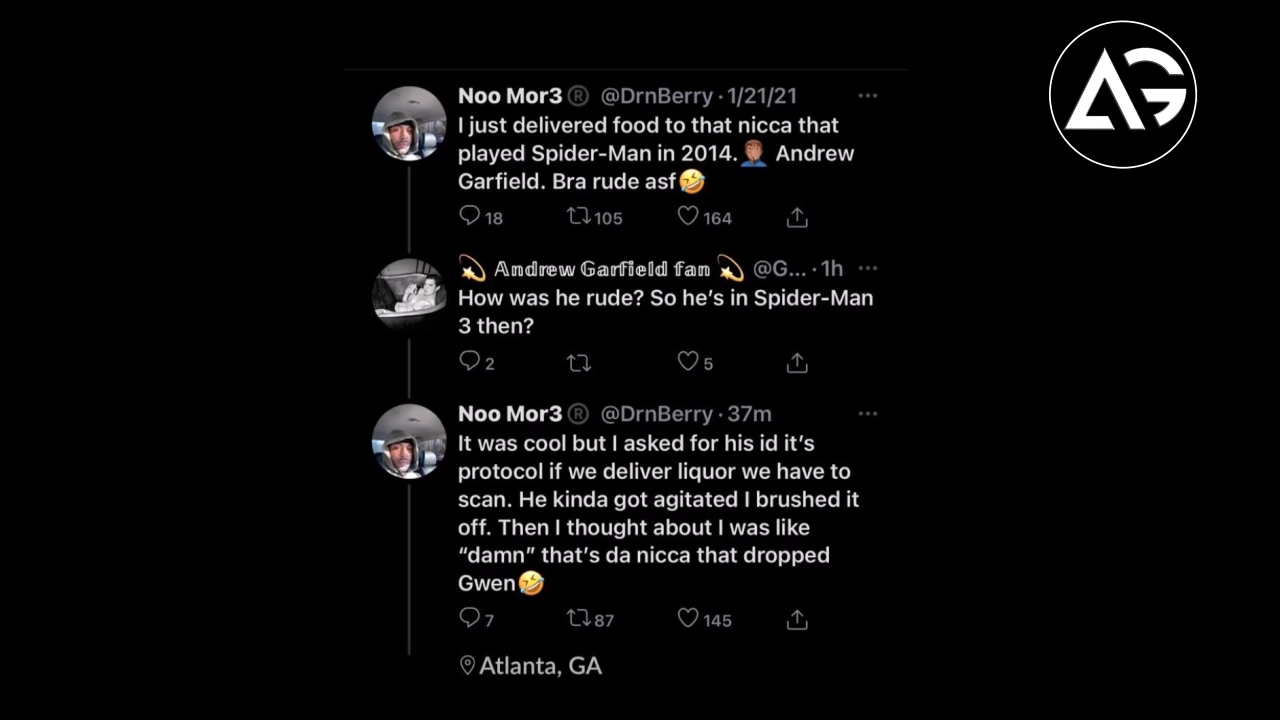 AG
Noo Mor3® @DrnBerry · 1/21/21
I just delivered food to that nicca that
played Spider-Man in 2014.🤦🏽‍♂️ Andrew
Garfield. Bra rude asf🤣
18 105 164
💫 𝔸𝕟𝕕𝕣𝕖𝕨 𝔾𝕒𝕣𝕗𝕚𝕖𝕝𝕕 𝕗𝕒𝕟 💫 @G... · 1h
How was he rude? So he’s in Spider-Man
3 then?
2 5
Noo Mor3® @DrnBerry · 37m
It was cool but I asked for his id it’s
protocol if we deliver liquor we have to
scan. He kinda got agitated I brushed it
off. Then I thought about I was like
“damn” that’s da nicca that dropped
Gwen🤣
7 87 145
Atlanta, GA